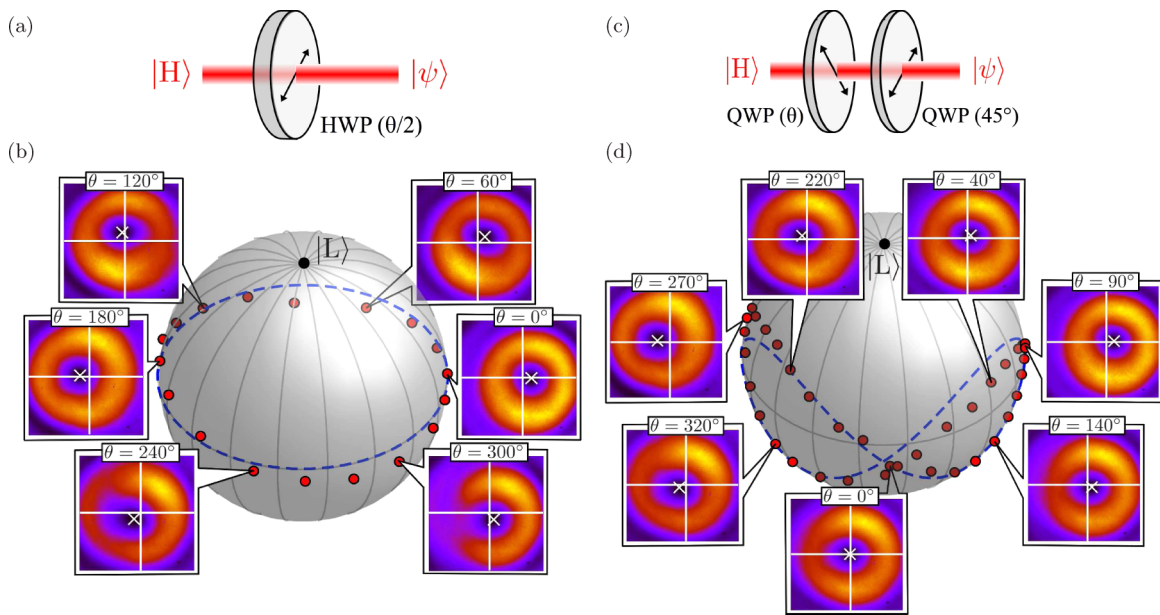 (a)
|H⟩
|ψ⟩
HWP (θ/2)
(b)
θ = 120°
θ = 60°
|L⟩
θ = 180°
θ = 0°
θ = 240°
θ = 300°
(c)
|H⟩
|ψ⟩
QWP (θ)
QWP (45°)
(d)
θ = 220°
θ = 40°
|L⟩
θ = 270°
θ = 90°
θ = 320°
θ = 140°
θ = 0°